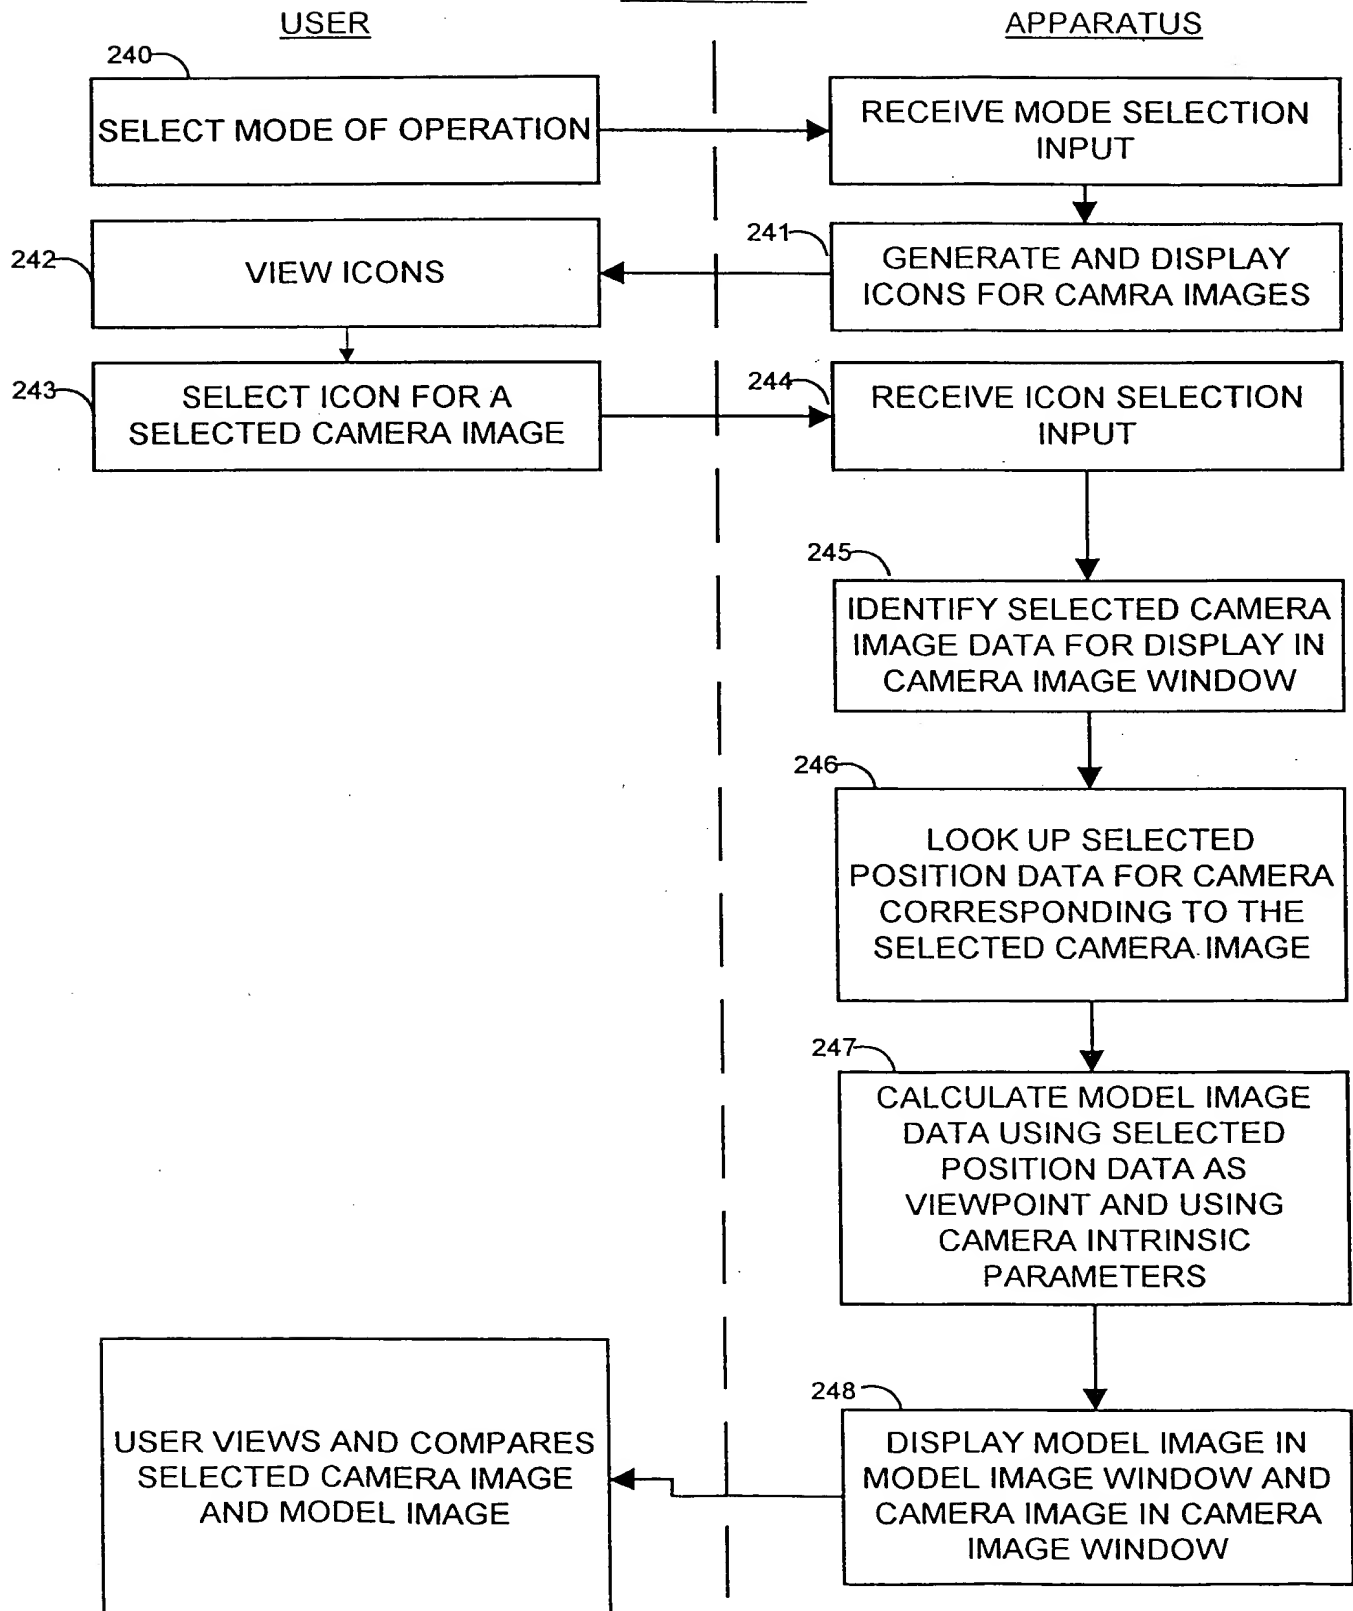 USER
APPARATUS
240
SELECT MODE OF OPERATION
RECEIVE MODE SELECTION
INPUT
241
GENERATE AND DISPLAY
ICONS FOR CAMRA IMAGES
242
VIEW ICONS
243
SELECT ICON FOR A
SELECTED CAMERA IMAGE
244
RECEIVE ICON SELECTION
INPUT
245
IDENTIFY SELECTED CAMERA
IMAGE DATA FOR DISPLAY IN
CAMERA IMAGE WINDOW
246
LOOK UP SELECTED
POSITION DATA FOR CAMERA
CORRESPONDING TO THE
SELECTED CAMERA IMAGE
247
CALCULATE MODEL IMAGE
DATA USING SELECTED
POSITION DATA AS
VIEWPOINT AND USING
CAMERA INTRINSIC
PARAMETERS
248
DISPLAY MODEL IMAGE IN
MODEL IMAGE WINDOW AND
CAMERA IMAGE IN CAMERA
IMAGE WINDOW
USER VIEWS AND COMPARES
SELECTED CAMERA IMAGE
AND MODEL IMAGE